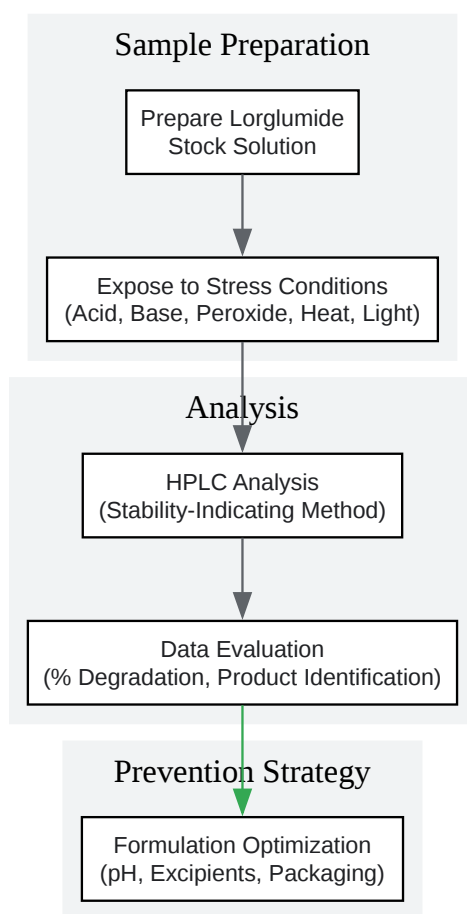 Sample Preparation
Prepare Lorglumide
Stock Solution
Expose to Stress Conditions
(Acid, Base, Peroxide, Heat, Light)
Analysis
HPLC Analysis
(Stability-Indicating Method)
Data Evaluation
(% Degradation, Product Identification)
Prevention Strategy
Formulation Optimization
(pH, Excipients, Packaging)